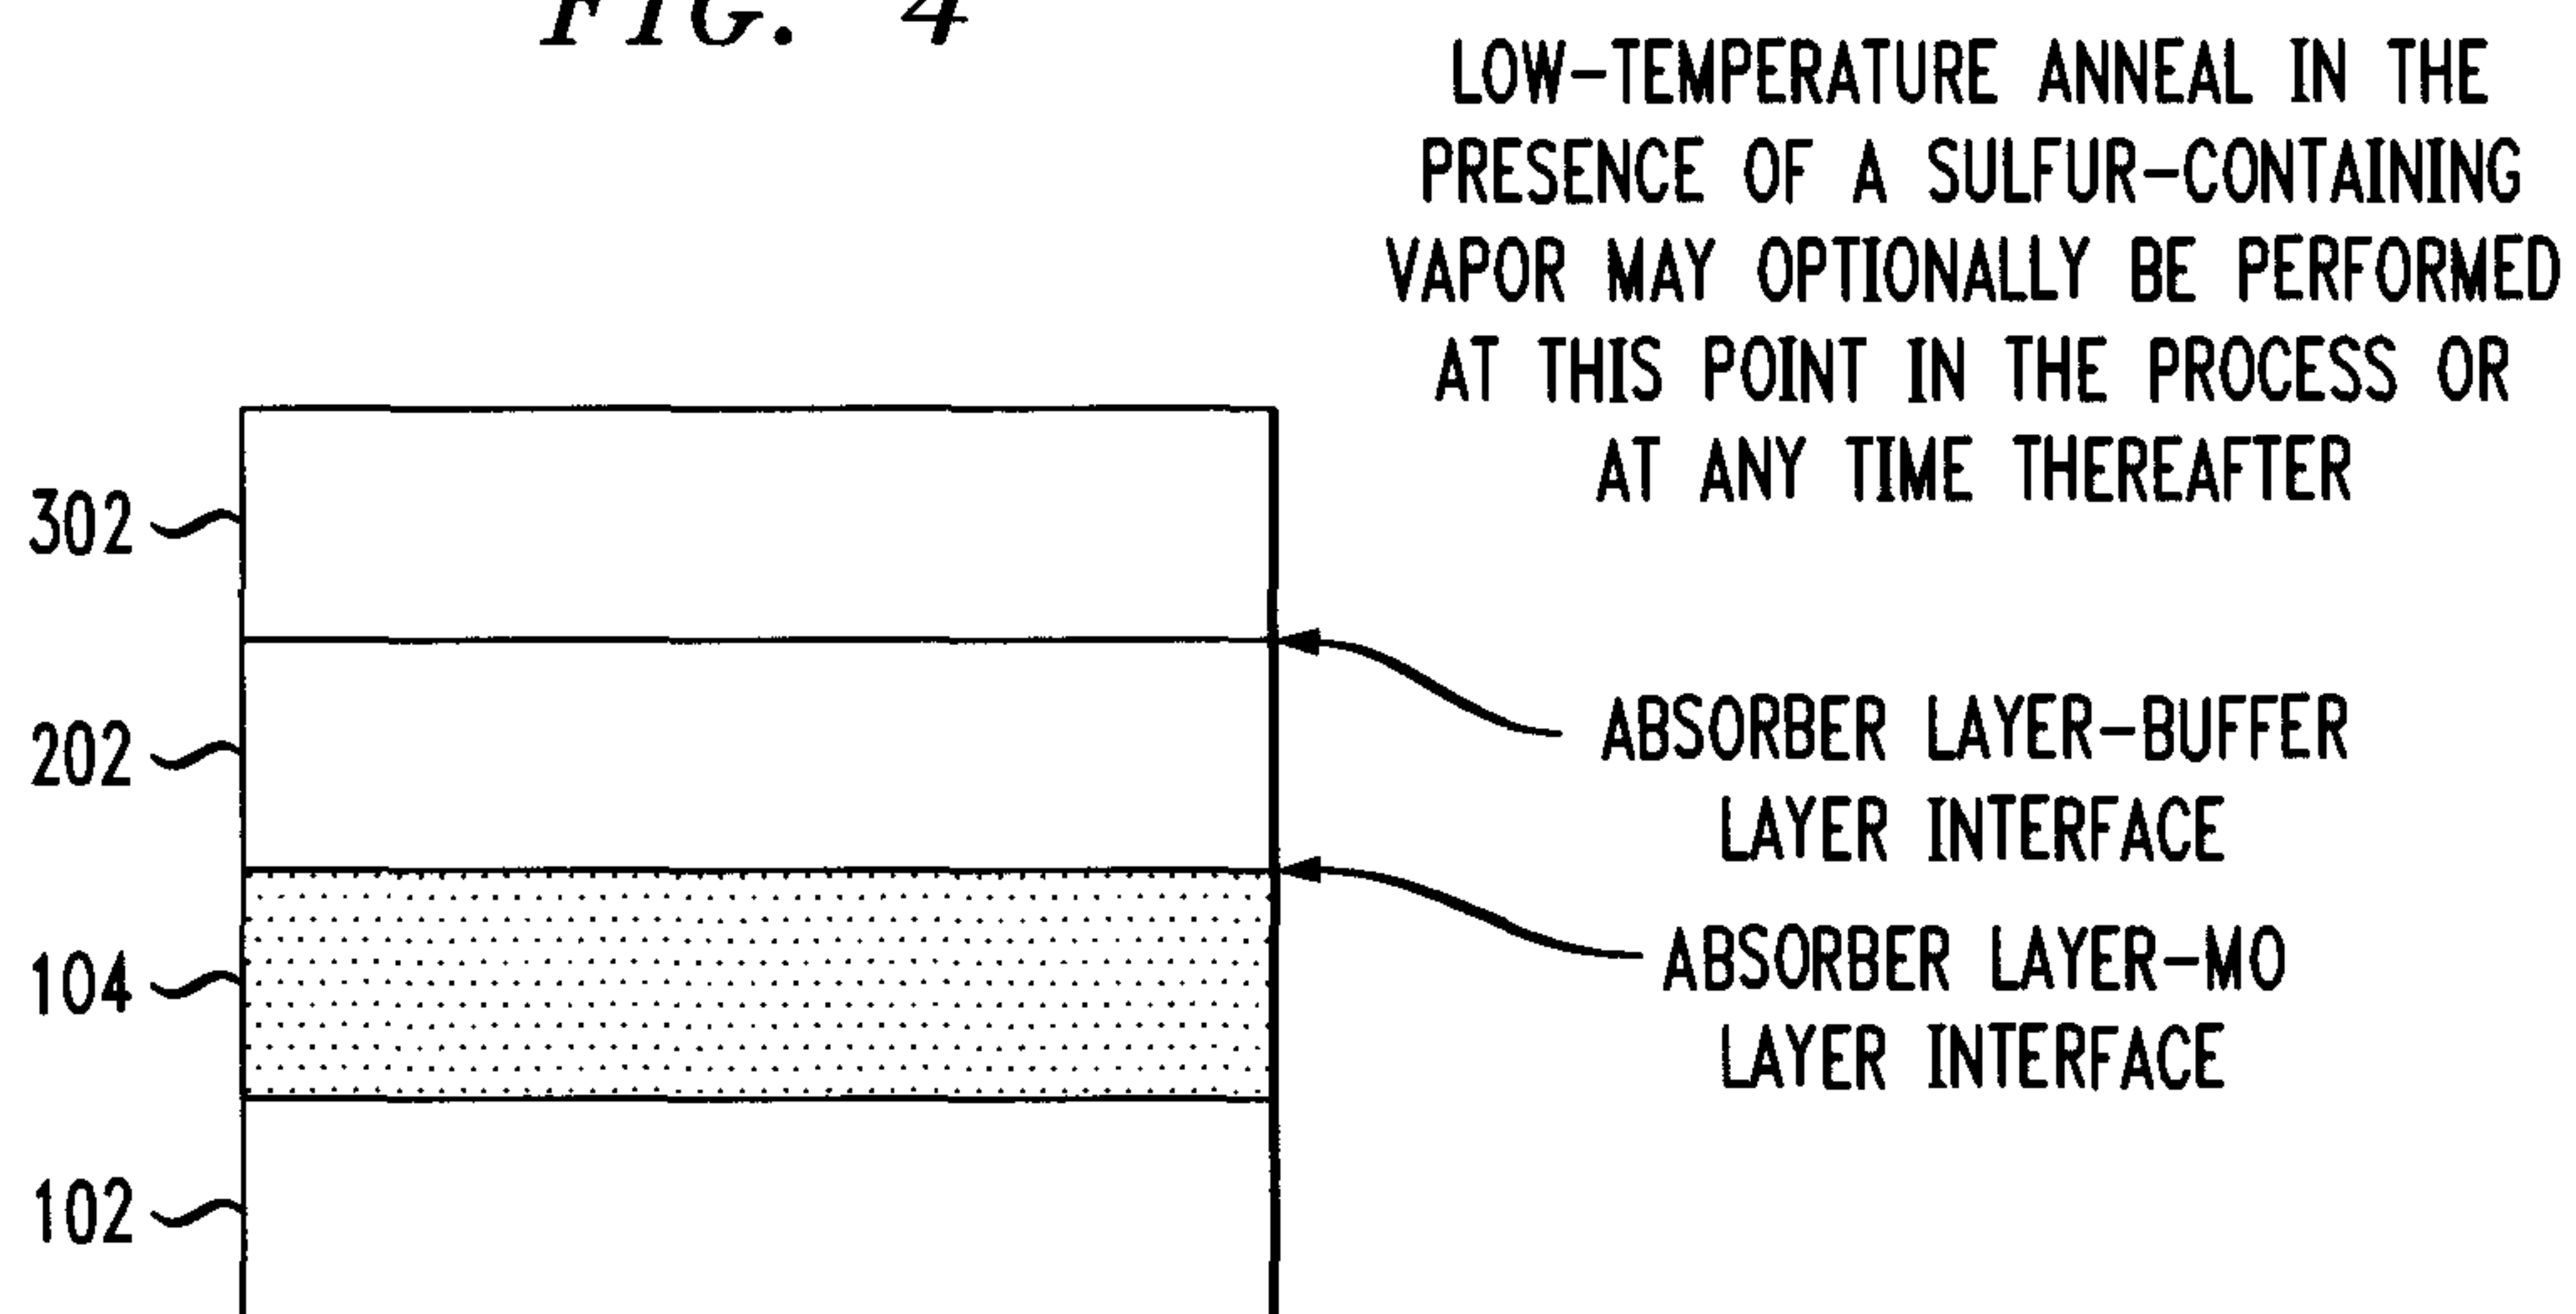 FIG. 4
LOW-TEMPERATURE ANNEAL IN THE
PRESENCE OF A SULFUR-CONTAINING
VAPOR MAY OPTIONALLY BE PERFORMED
AT THIS POINT IN THE PROCESS OR
AT ANY TIME THEREAFTER
302
202
ABSORBER LAYER-BUFFER
LAYER INTERFACE
104
ABSORBER LAYER-MO
LAYER INTERFACE
102